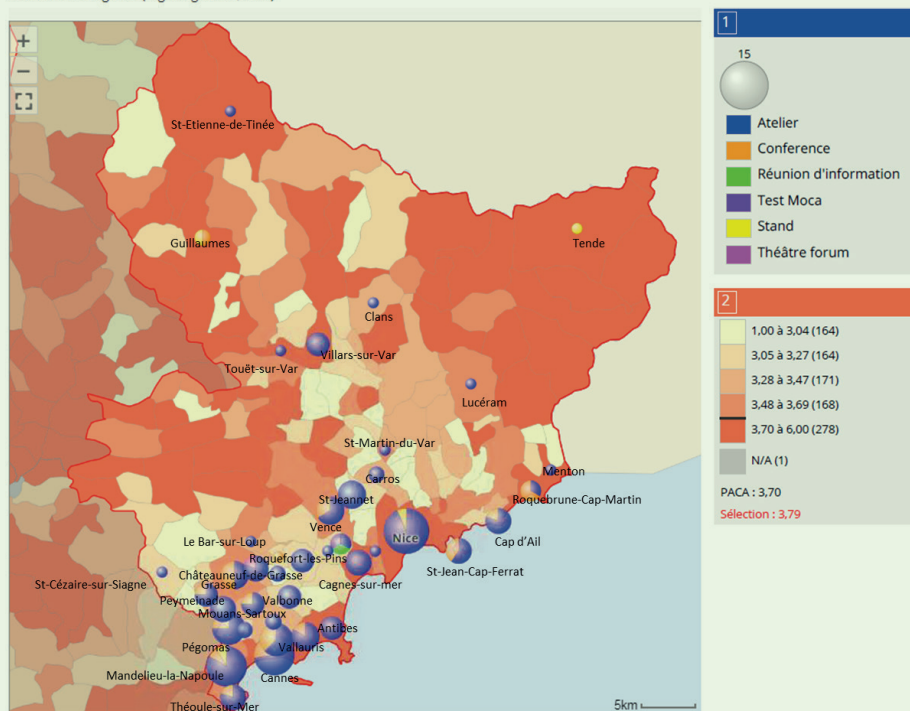 +
−
St-Etienne-de-Tinée
Guillaumes
Tende
Clans
Villars-sur-Var
Touët-sur-Var
Lucéram
St-Martin-du-Var
Menton
Carros
St-Jeannet
Roquebrune-Cap-Martin
Vence
Nice
Le Bar-sur-Loup
Cap d’Ail
Roquefort-les-Pins
St-Jean-Cap-Ferrat
Châteauneuf-de-Grasse
St-Cézaire-sur-Siagne
Grasse
Cagnes-sur-mer
Peymeinade
Valbonne
Mouans-Sartoux
Antibes
Pégomas
Vallauris
Mandelieu-la-Napoule
Cannes
Théoule-sur-Mer
5km
1
15
Atelier
Conference
Réunion d'information
Test Moca
Stand
Théâtre forum
2
1,00 à 3,04 (164)
3,05 à 3,27 (164)
3,28 à 3,47 (171)
3,48 à 3,69 (168)
3,70 à 6,00 (278)
N/A (1)
PACA : 3,70
Sélection : 3,79